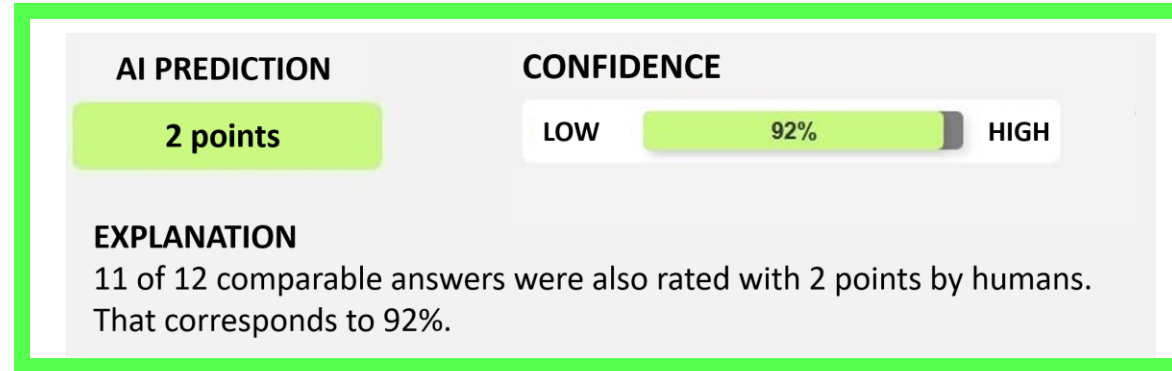 AI PREDICTION
2 points
CONFIDENCE
LOW
92%
HIGH
EXPLANATION
11 of 12 comparable answers were also rated with 2 points by humans.
That corresponds to 92%.